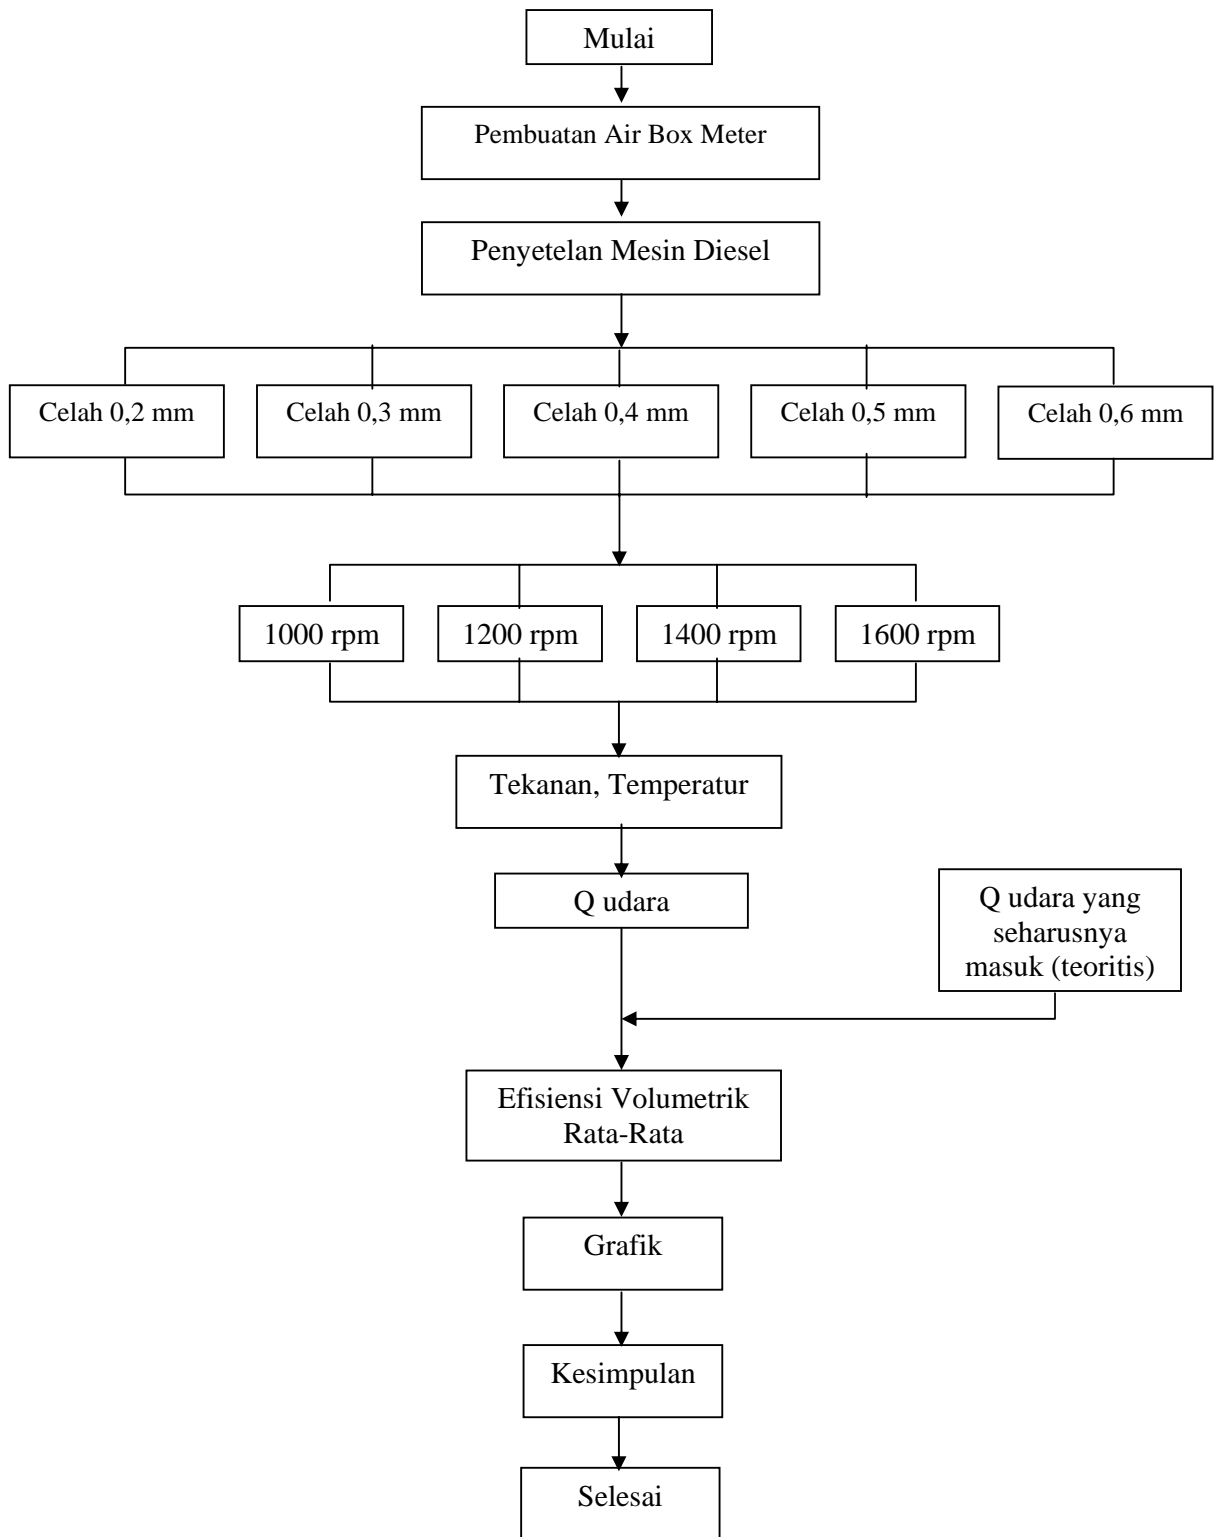 Mulai
Pembuatan Air Box Meter
Penyetelan Mesin Diesel
Celah 0,2 mm
Celah 0,3 mm
Celah 0,4 mm
Celah 0,5 mm
Celah 0,6 mm
1000 rpm
1200 rpm
1400 rpm
1600 rpm
Tekanan, Temperatur
Q udara
Q udara yang
seharusnya
masuk (teoritis)
Efisiensi Volumetrik
Rata-Rata
Grafik
Kesimpulan
Selesai